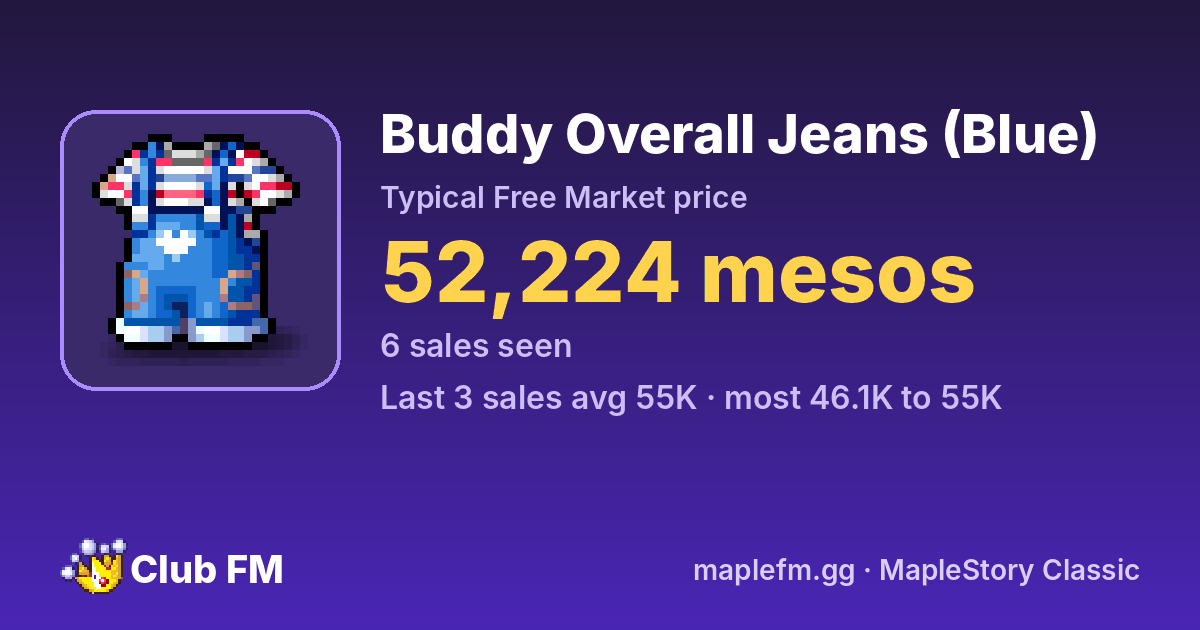 Buddy Overall Jeans (Blue)
Typical Free Market price
52,224 mesos
6 sales seen
Last 3 sales avg 55K · most 46.1K to 55K
Club FM
maplefm.gg · MapleStory Classic